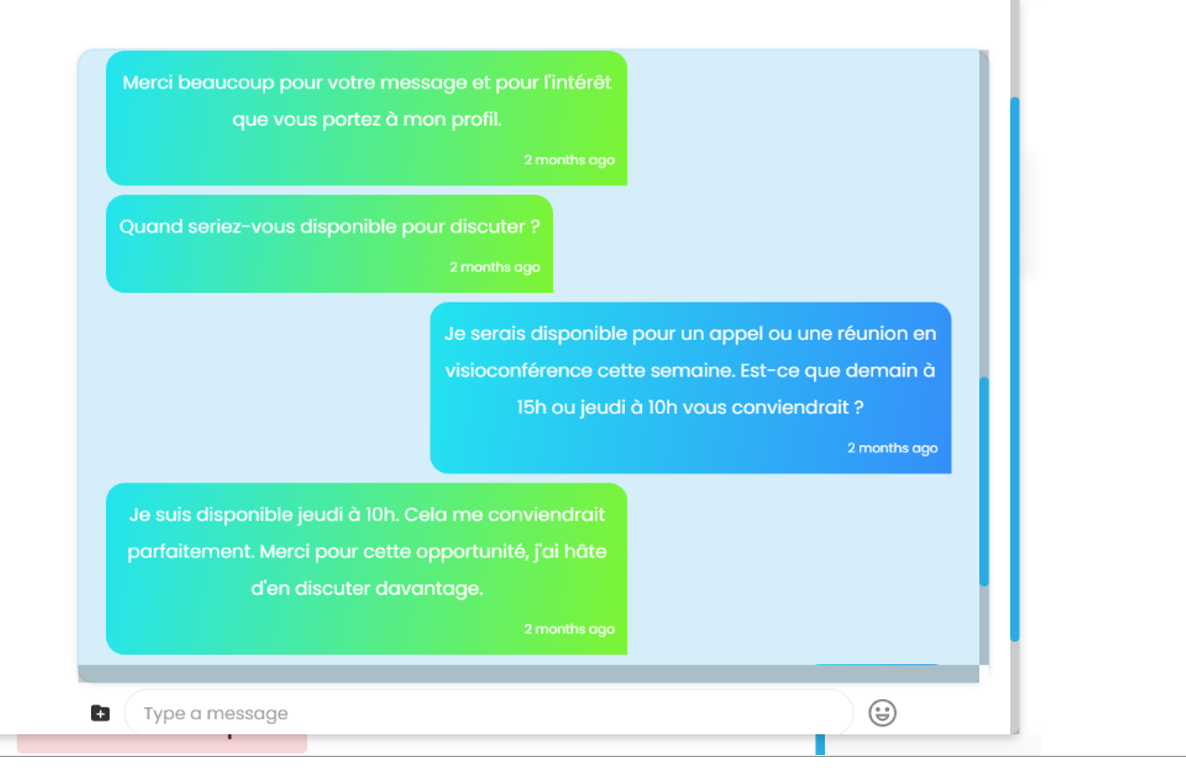 Merci beaucoup pour votre message et pour l'intérêt
que vous portez à mon profil.
2 months ago
Quand seriez-vous disponible pour discuter ?
2 months ago
Je serais disponible pour un appel ou une réunion en
visioconférence cette semaine. Est-ce que demain à
15h ou jeudi à 10h vous conviendrait ?
2 months ago
Je suis disponible jeudi à 10h. Cela me conviendrait
parfaitement. Merci pour cette opportunité, j'ai hâte
d'en discuter davantage.
2 months ago
Type a message